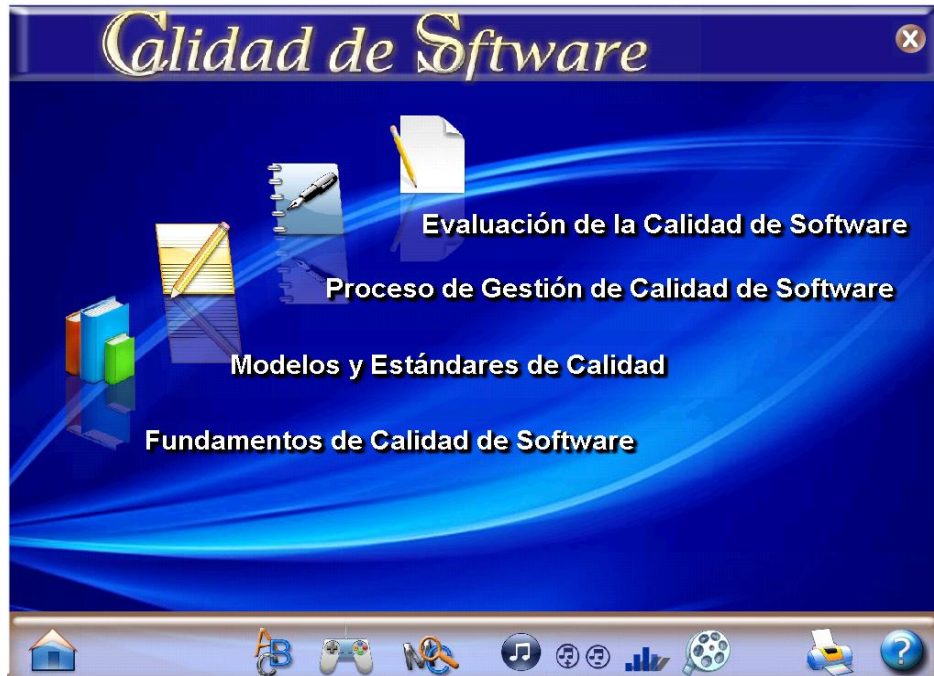 Calidad de Software
Evaluación de la Calidad de Software
Proceso de Gestión de Calidad de Software
Modelos y Estándares de Calidad
Fundamentos de Calidad de Software